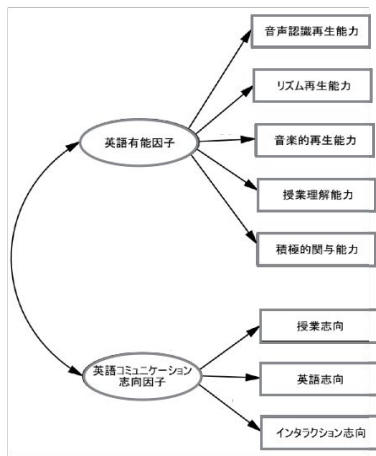 音声認識再生能力
リズム再生能力
英語有能因子
音楽的再生能力
授業理解能力
積極的関与能力
授業志向
英語コミュニケーション
志向因子
英語志向
インタラクション志向